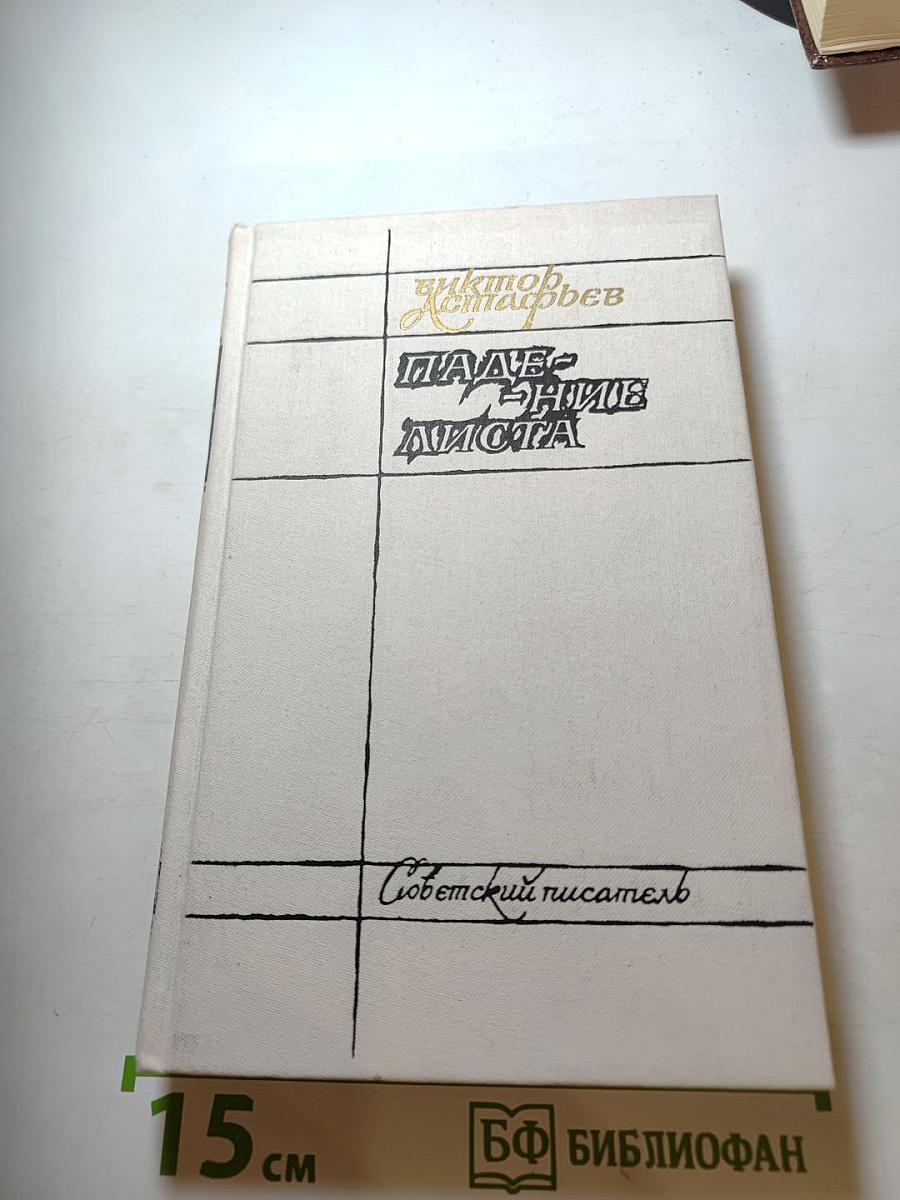 Виктор
Астафьев
ПАДЕ-
-НИЕ
ЛИСТА
Советский писатель
15 см
БФ БИБЛИОФАН